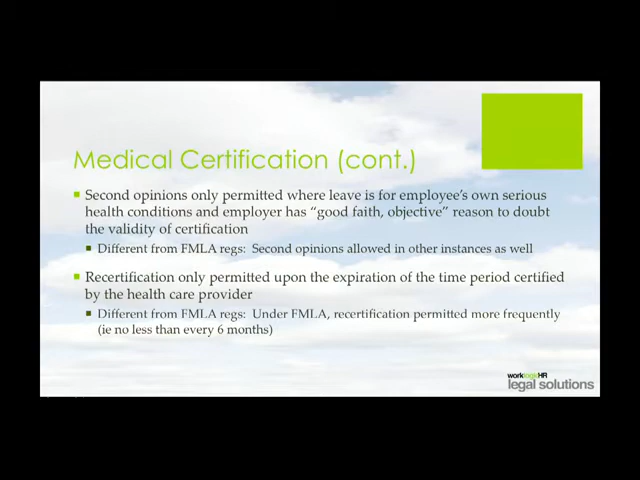 Medical Certification (cont.)
Second opinions only permitted where leave is for employee's own serious
health conditions and employer has "good faith, objective" reason to doubt
the validity of certification
Different from FMLA regs: Second opinions allowed in other instances as well
Recertification only permitted upon the expiration of the time period certified
by the health care provider
Different from FMLA regs: Under FMLA, recertification permitted more frequently
(ie no less than every 6 months)
worklogicHR
legal solutions